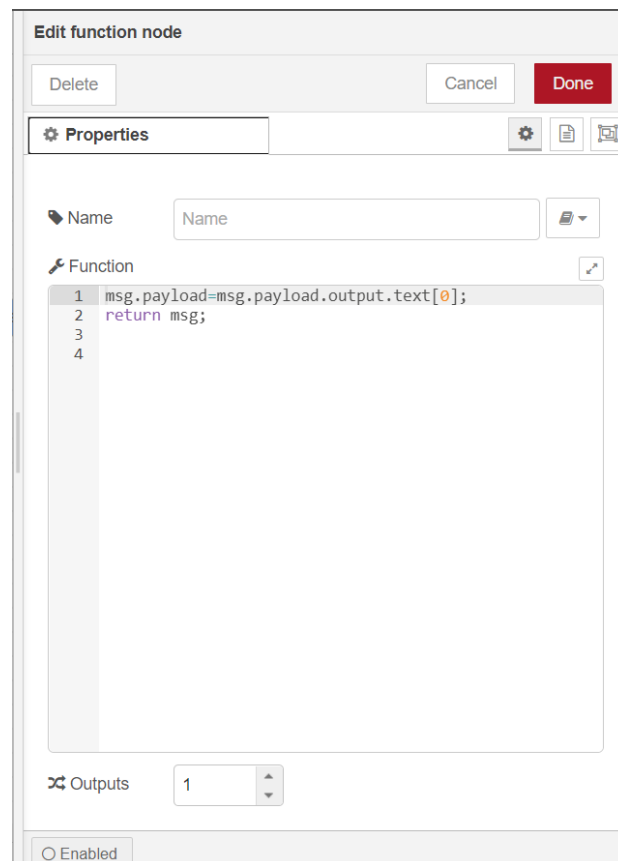 Edit function node
Delete Cancel Done
Properties
Name Name
Function
1 msg.payload=msg.payload.output.text[0];
2 return msg;
3
4
Outputs 1
Enabled